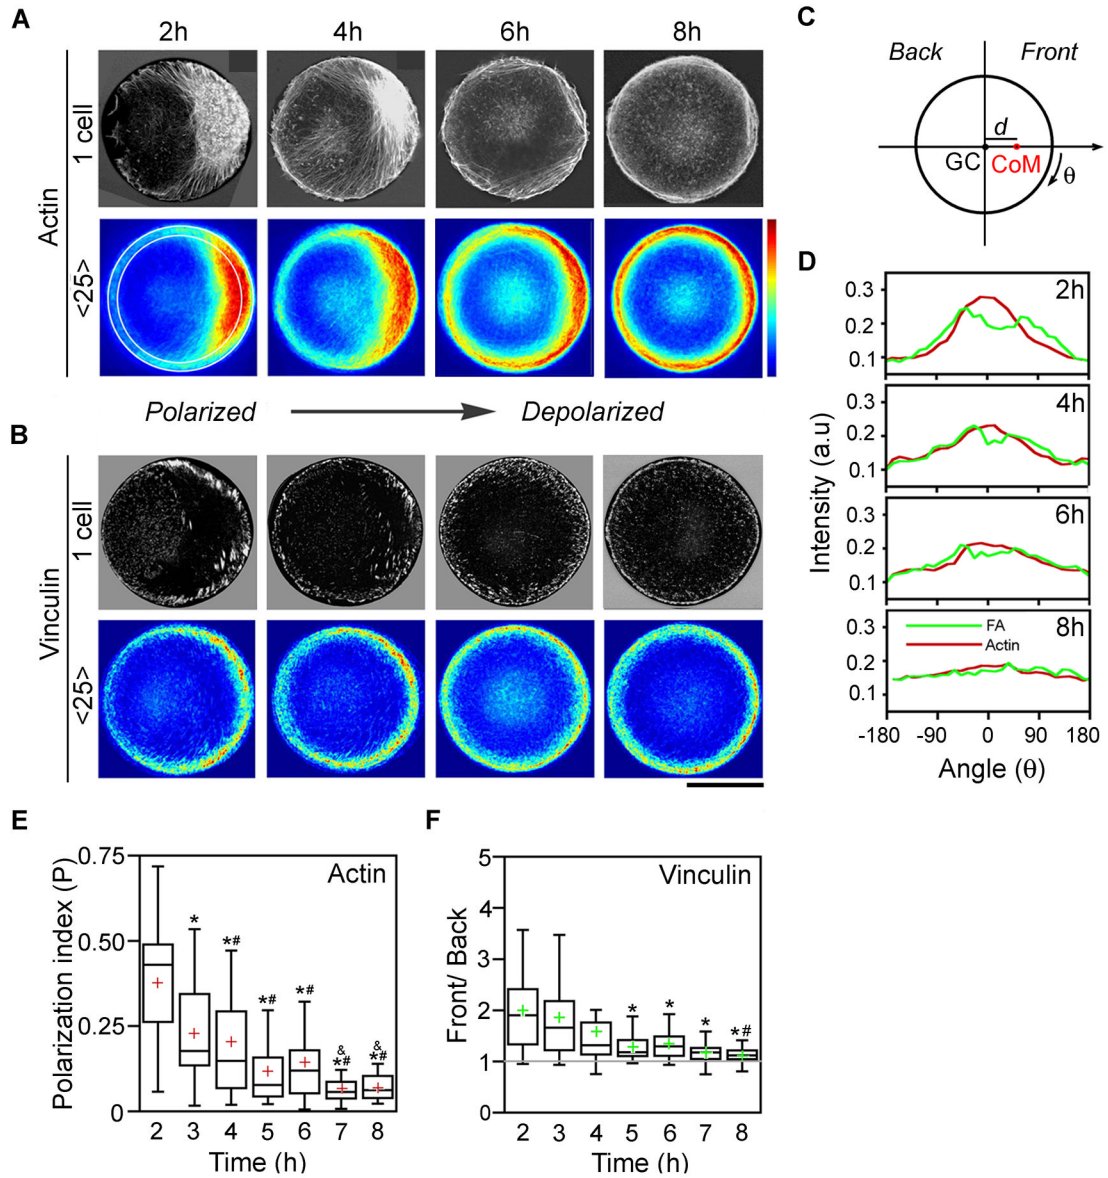 A
2h 4h 6h 8h
Actin
1 cell
<25>
Polarized Depolarized
B
Vinculin
1 cell
<25>
C
Back Front
d
GC CoM θ
D
Intensity (a.u)
0.3 2h
0.2
0.1
0.3 4h
0.2
0.1
0.3 6h
0.2
0.1
0.3 FA 8h
0.2 Actin
0.1
-180 -90 0 90 180
Angle (θ)
E
Polarization index (P)
0.75 Actin
0.50
0.25
0
* *# *# *# & *# & *#
2 3 4 5 6 7 8
Time (h)
F
Front/ Back
5 Vinculin
4
3
2
1
0
* * * *#
2 3 4 5 6 7 8
Time (h)